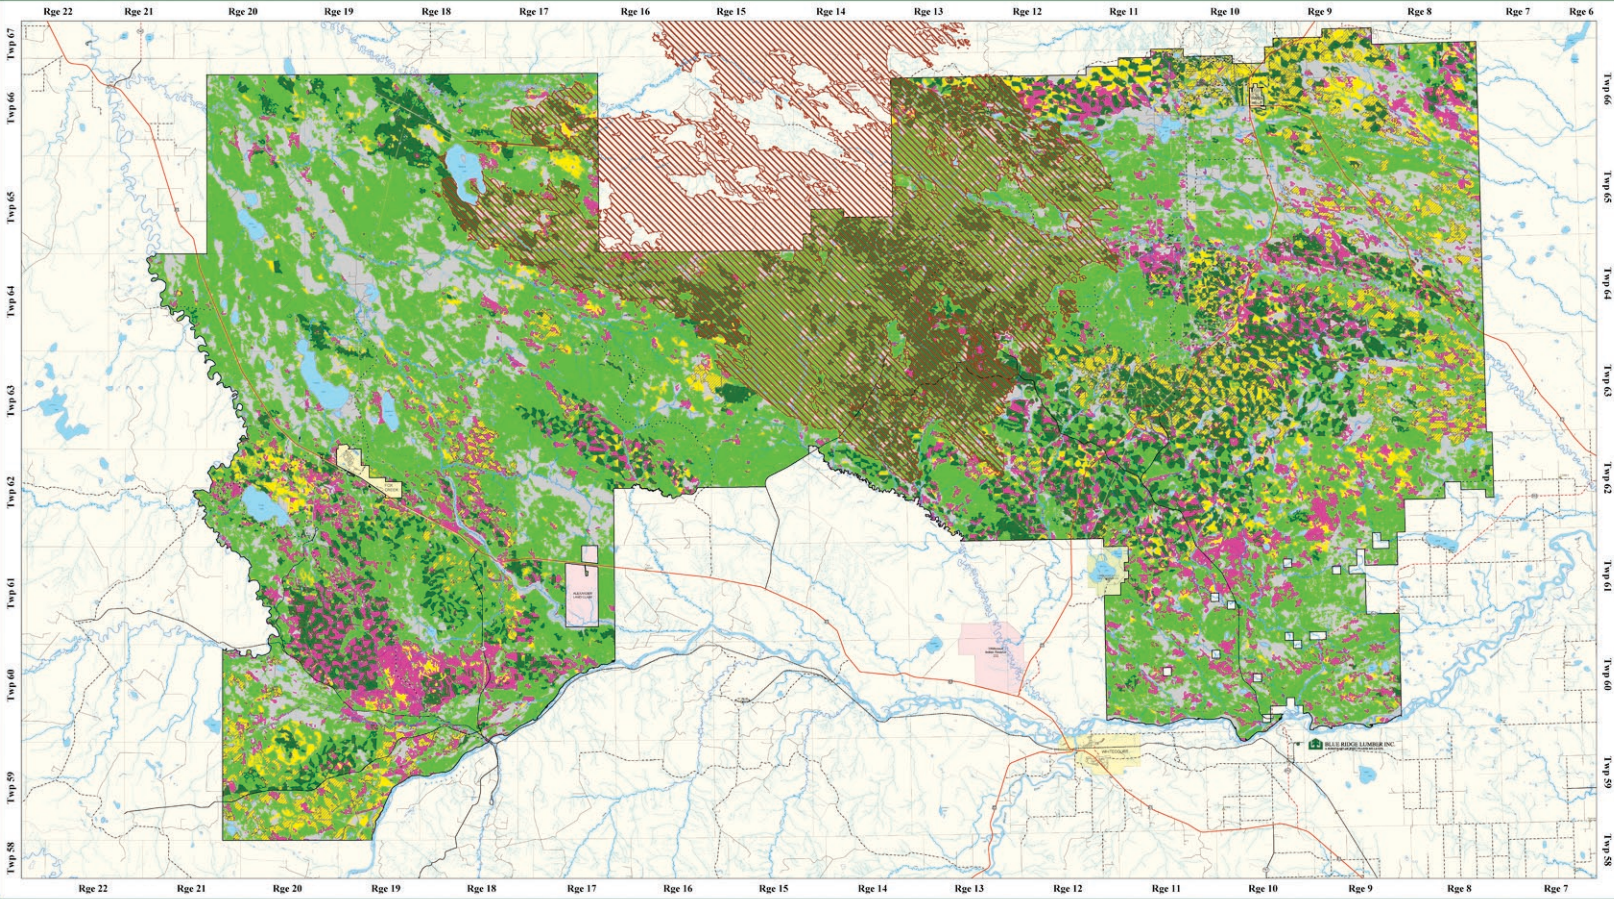 Rge 22 Rge 21 Rge 20 Rge 19 Rge 18 Rge 17 Rge 16 Rge 15 Rge 14 Rge 13 Rge 12 Rge 11 Rge 10 Rge 9 Rge 8 Rge 7 Rge 6
Twp 67
Twp 66
Twp 65
Twp 64
Twp 63
Twp 62
Twp 61
Twp 60
Twp 59
Twp 58
Twp 66
Twp 65
Twp 64
Twp 63
Twp 62
Twp 61
Twp 60
Twp 59
Twp 58
WHITECOURT
BLUE RIDGE LUMBER INC.
Rge 22 Rge 21 Rge 20 Rge 19 Rge 18 Rge 17 Rge 16 Rge 15 Rge 14 Rge 13 Rge 12 Rge 11 Rge 10 Rge 9 Rge 8 Rge 7